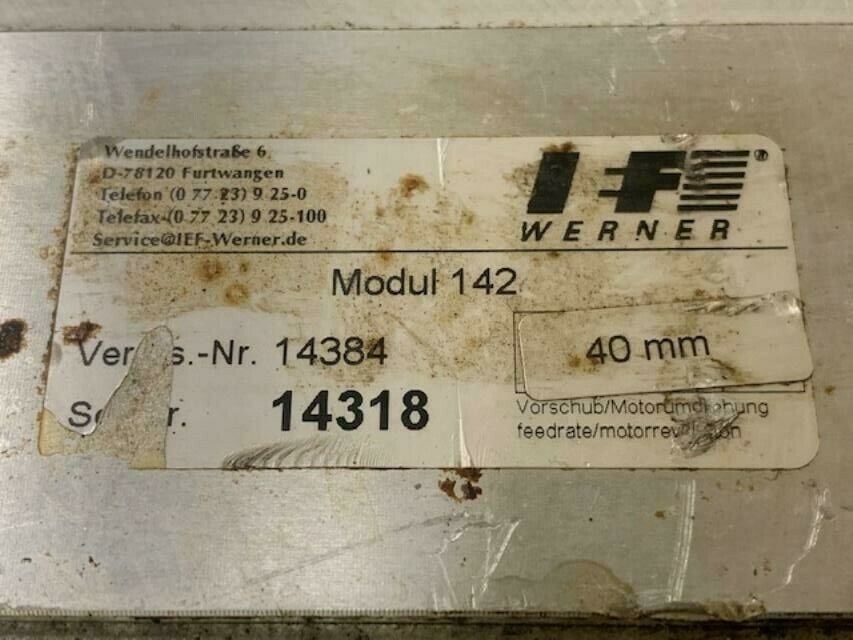 Wendelhofstraße 6
D-78120 Furtwangen
Telefon (0 77 23) 9 25-0
Telefax (0 77 23) 9 25-100
Service@IEF-Werner.de
IEF®
WERNER
Modul 142
14384
40 mm
14318
Vorschub/Motorumdrehung
feedrate/motorrevolution